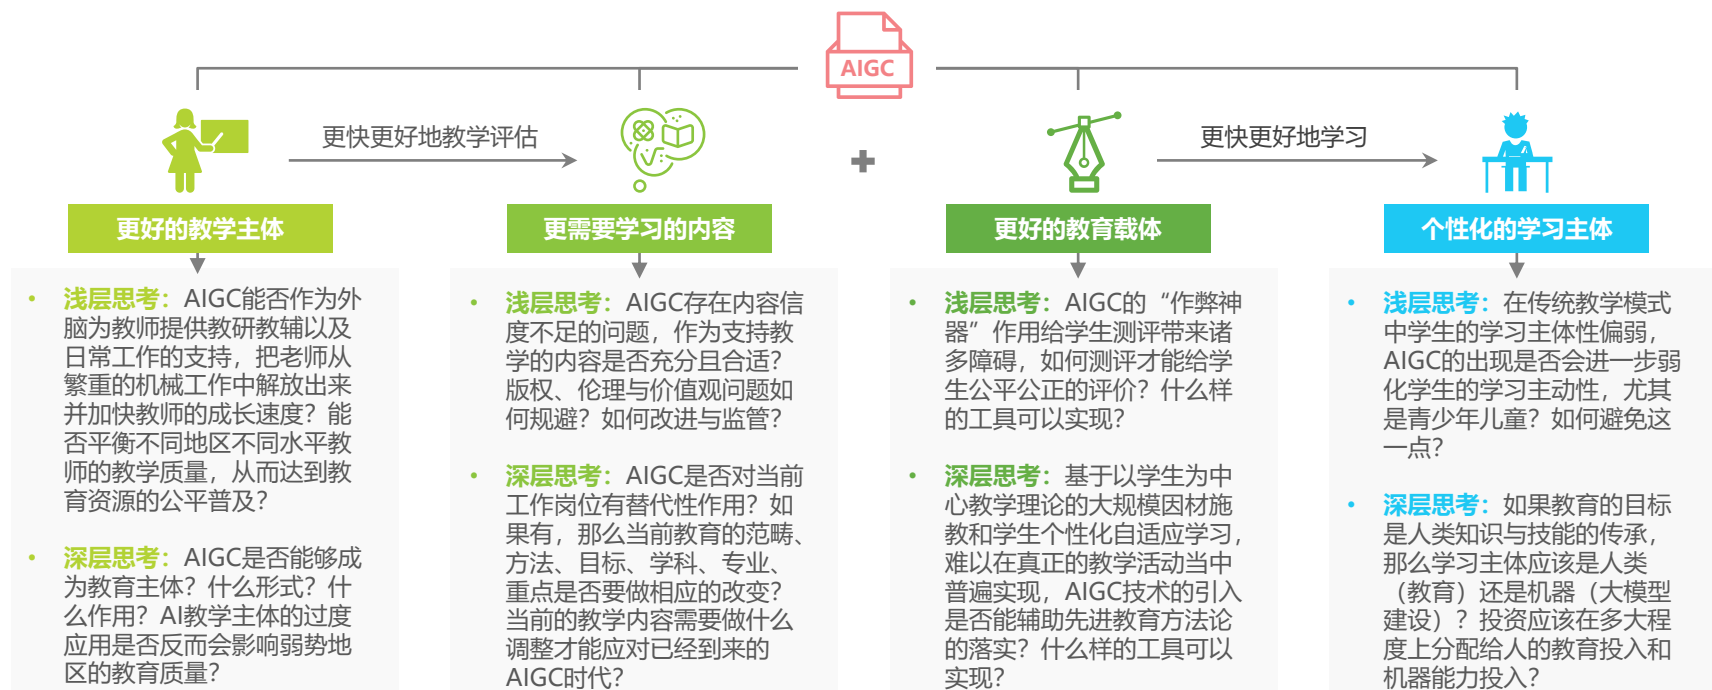 AIGC
更快更好地教学评估
更快更好地学习
更好的教学主体
更需要学习的内容
更好的教育载体
个性化的学习主体
• 浅层思考：AIGC能否作为外
脑为教师提供教研教辅以及
日常工作的支持，把老师从
繁重的机械工作中解放出来
并加快教师的成长速度？能
否平衡不同地区不同水平教
师的教学质量，从而达到教
育资源的公平普及？
• 深层思考：AIGC是否能够成
为教育主体？什么形式？什
么作用？AI教学主体的过度
应用是否反而会影响弱势地
区的教育质量？
• 浅层思考：AIGC存在内容信
度不足的问题，作为支持教
学的内容是否充分且合适？
版权、伦理与价值观问题如
何规避？如何改进与监管？
• 深层思考：AIGC是否对当前
工作岗位有替代性作用？如
果有，那么当前教育的范畴、
方法、目标、学科、专业、
重点是否要做相应的改变？
当前的教学内容需要做什么
调整才能应对已经到来的
AIGC时代？
• 浅层思考：AIGC的“作弊神
器”作用给学生测评带来诸
多障碍，如何测评才能给学
生公平公正的评价？什么样
的工具可以实现？
• 深层思考：基于以学生为中
心教学理论的大规模因材施
教和学生个性化自适应学习，
难以在真正的教学活动当中
普遍实现，AIGC技术的引入
是否能辅助先进教育方法论
的落实？什么样的工具可以
实现？
• 浅层思考：在传统教学模式
中学生的学习主体性偏弱，
AIGC的出现是否会进一步弱
化学生的学习主动性，尤其
是青少年儿童？如何避免这
一点？
• 深层思考：如果教育的目标
是人类知识与技能的传承，
那么学习主体应该是人类
（教育）还是机器（大模型
建设）？投资应该在多大程
度上分配给人的教育投入和
机器能力投入？